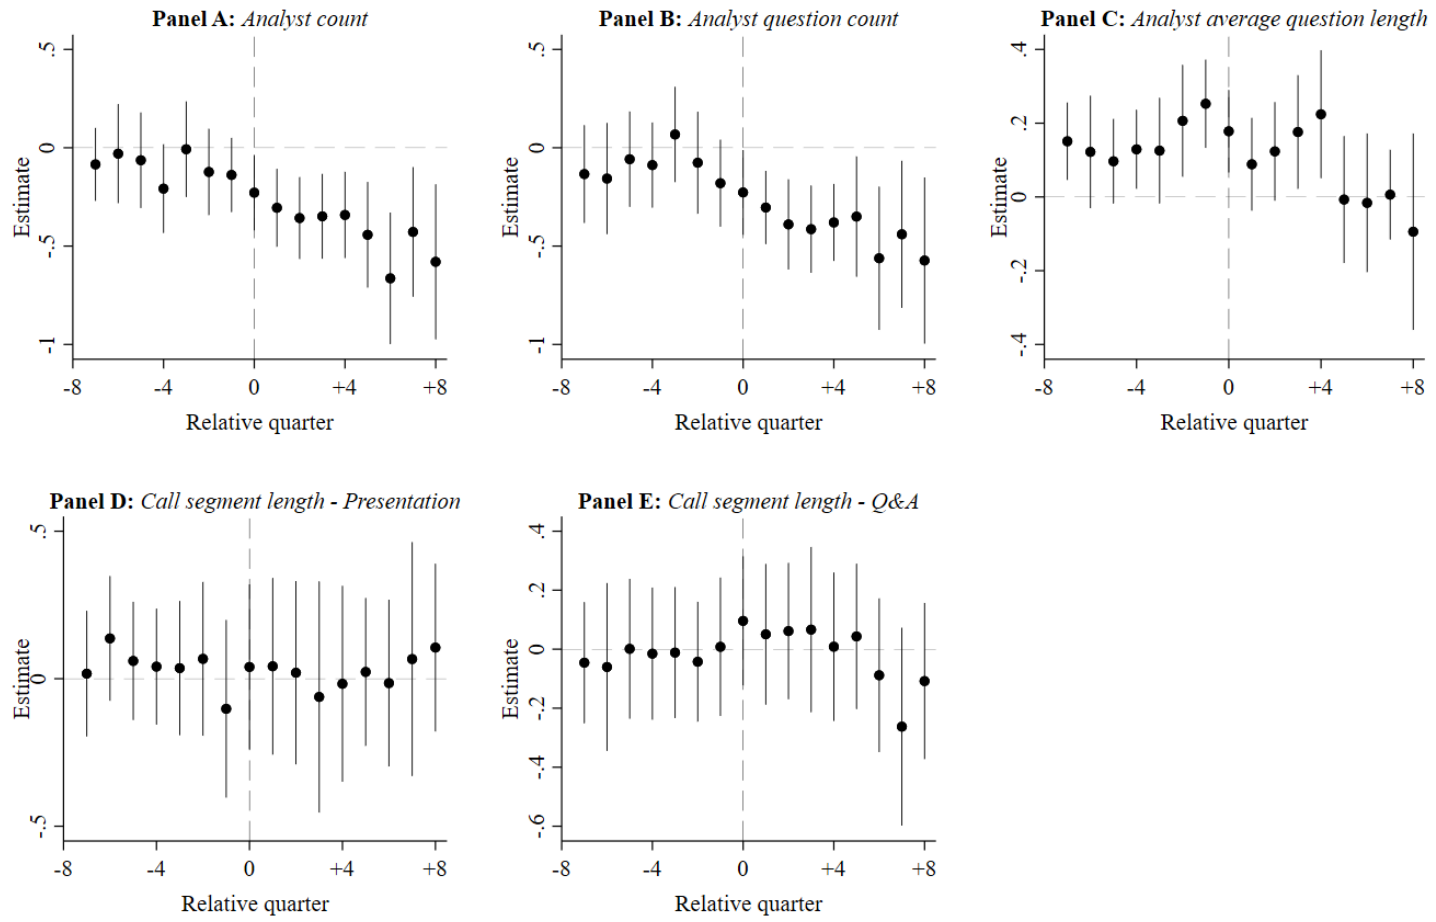 Panel A: Analyst count
.5
0
-.5
-1
Estimate
-8 -4 0 +4 +8
Relative quarter
Panel B: Analyst question count
.5
0
-.5
-1
Estimate
-8 -4 0 +4 +8
Relative quarter
Panel C: Analyst average question length
.4
.2
0
-.2
-.4
Estimate
-8 -4 0 +4 +8
Relative quarter
Panel D: Call segment length - Presentation
.5
0
-.5
Estimate
-8 -4 0 +4 +8
Relative quarter
Panel E: Call segment length - Q&A
.4
.2
0
-.2
-.4
-.6
Estimate
-8 -4 0 +4 +8
Relative quarter